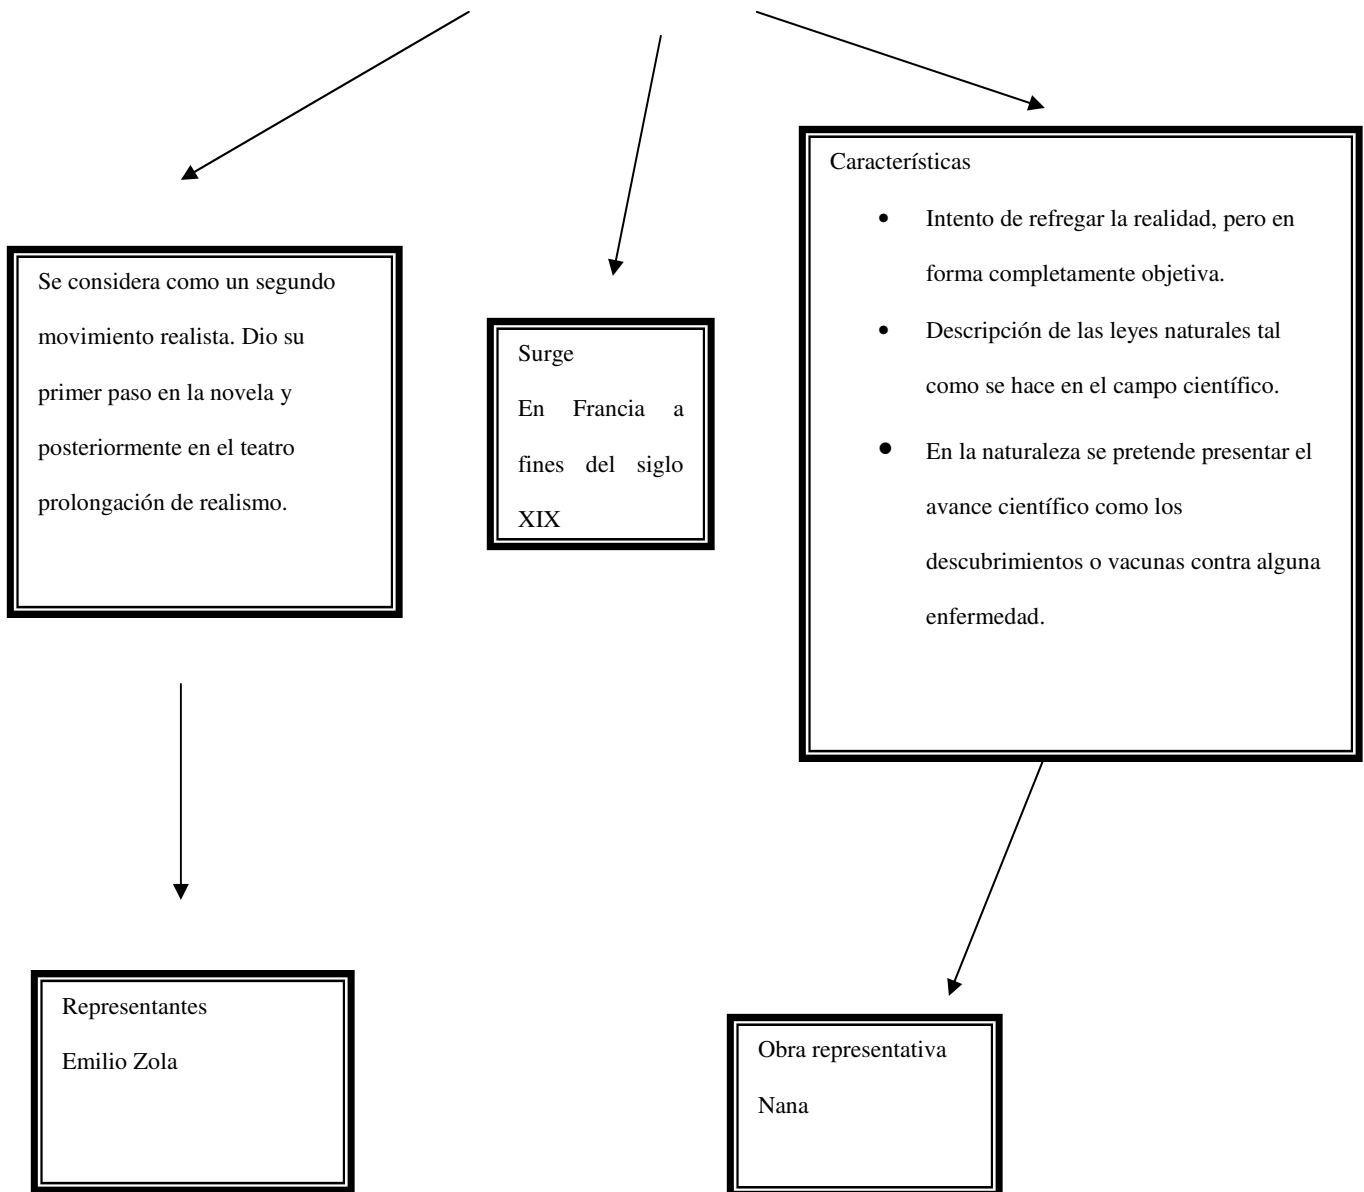 Se considera como un segundo
movimiento realista. Dio su
primer paso en la novela y
posteriormente en el teatro
prolongación de realismo.
Surge
En Francia a
fines del siglo
XIX
Características
• Intento de refregar la realidad, pero en
forma completamente objetiva.
• Descripción de las leyes naturales tal
como se hace en el campo científico.
• En la naturaleza se pretende presentar el
avance científico como los
descubrimientos o vacunas contra alguna
enfermedad.
Representantes
Emilio Zola
Obra representativa
Nana